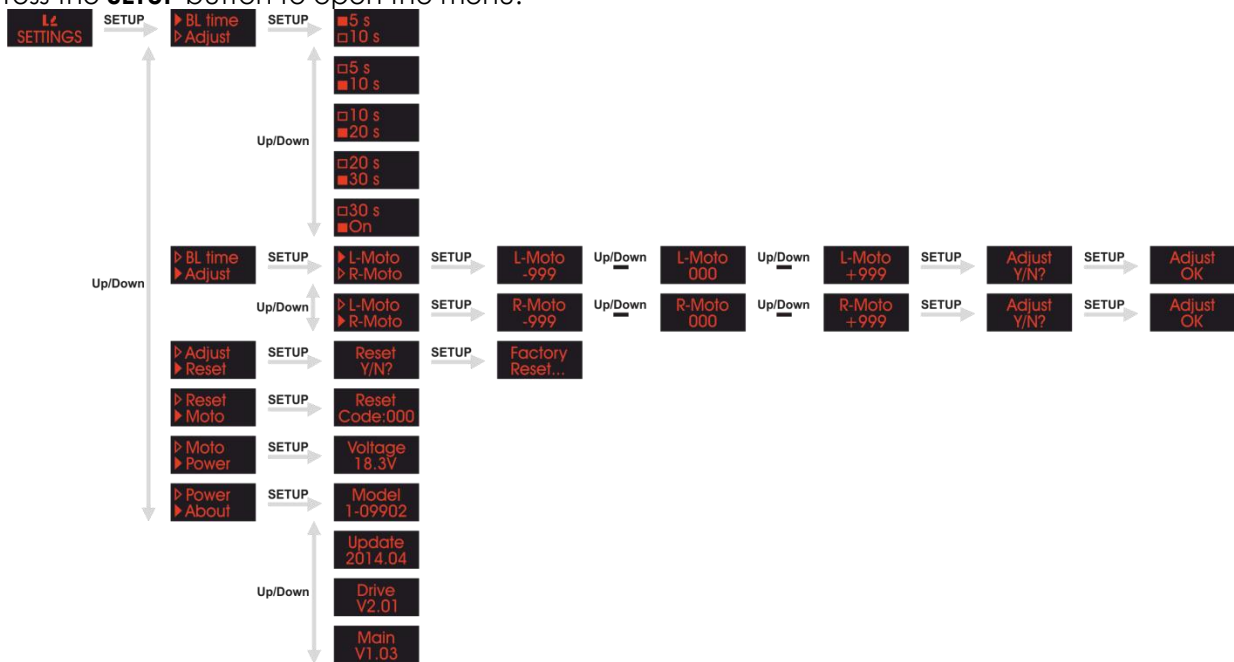 ress the SETUP button to open the menu.
SETTINGS
SETUP
▶ BL time
▷ Adjust
SETUP
■5 s
□10 s
□5 s
■10 s
□10 s
■20 s
Up/Down
□20 s
■30 s
□30 s
■On
Up/Down
▷ BL time
▶ Adjust
SETUP
▶ L-Moto
▷ R-Moto
SETUP
L-Moto
-999
Up/Down
L-Moto
000
Up/Down
L-Moto
+999
SETUP
Adjust
Y/N?
SETUP
Adjust
OK
Up/Down
▷ L-Moto
▶ R-Moto
SETUP
R-Moto
-999
Up/Down
R-Moto
000
Up/Down
R-Moto
+999
SETUP
Adjust
Y/N?
SETUP
Adjust
OK
▷ Adjust
▶ Reset
SETUP
Reset
Y/N?
SETUP
Factory
Reset...
▷ Reset
▶ Moto
SETUP
Reset
Code:000
▷ Moto
▶ Power
SETUP
Voltage
18.3V
▷ Power
▶ About
SETUP
Model
1-09902
Update
2014.04
Up/Down
Drive
V2.01
Main
V1.03